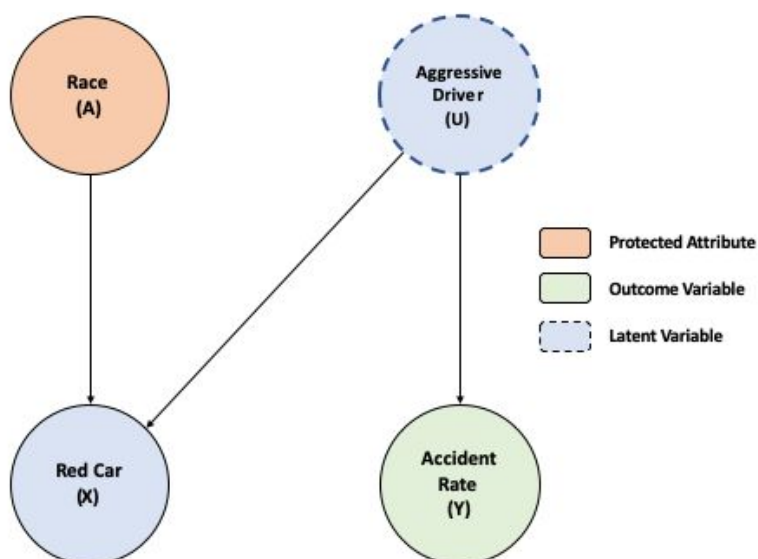 Race
(A)
Aggressive
Driver
(U)
Protected Attribute
Outcome Variable
Latent Variable
Red Car
(X)
Accident
Rate
(Y)